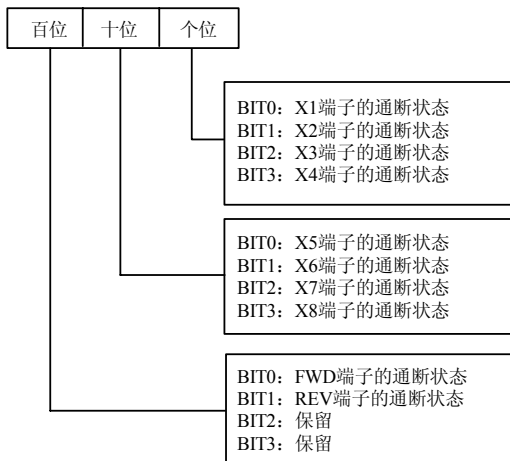 百位 十位 个位
BIT0：X1端子的通断状态
BIT1：X2端子的通断状态
BIT2：X3端子的通断状态
BIT3：X4端子的通断状态
BIT0：X5端子的通断状态
BIT1：X6端子的通断状态
BIT2：X7端子的通断状态
BIT3：X8端子的通断状态
BIT0：FWD端子的通断状态
BIT1：REV端子的通断状态
BIT2：保留
BIT3：保留